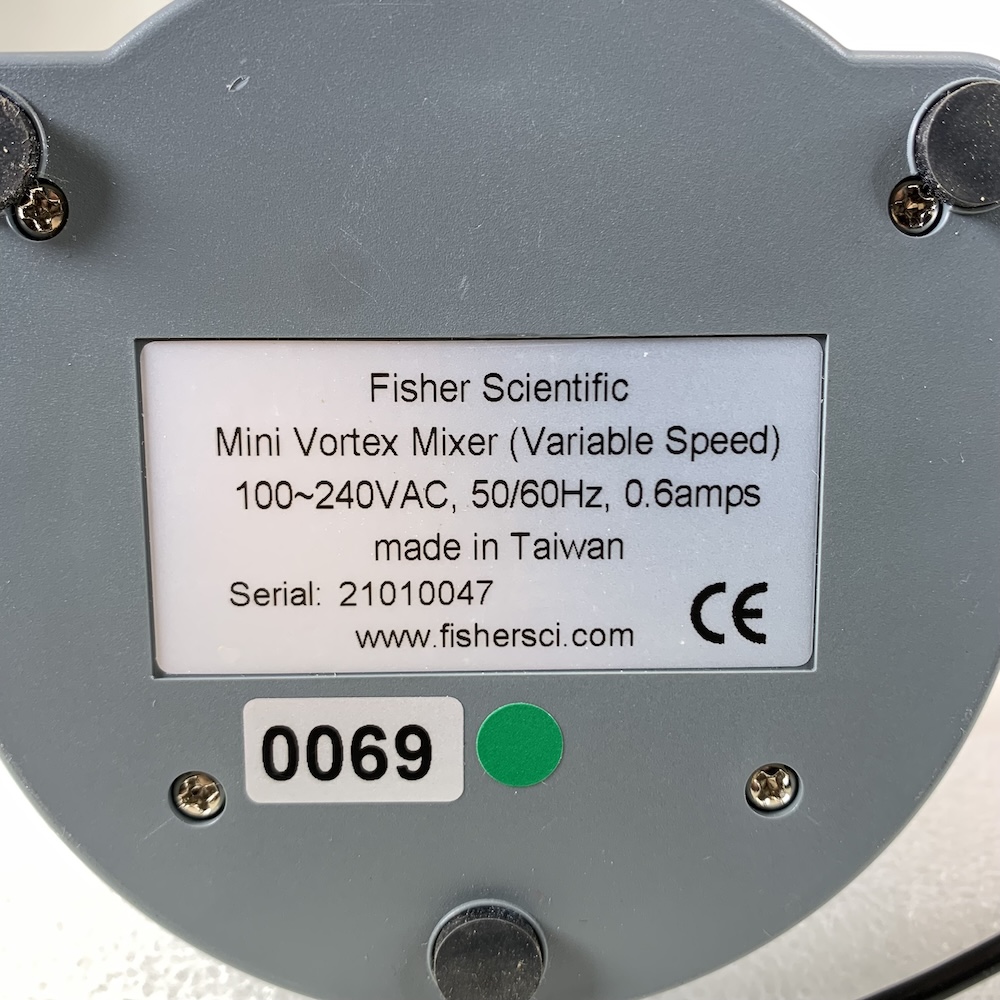 Fisher Scientific
Mini Vortex Mixer (Variable Speed)
100~240VAC, 50/60Hz, 0.6amps
made in Taiwan
Serial: 21010047
CE
www.fishersci.com
0069